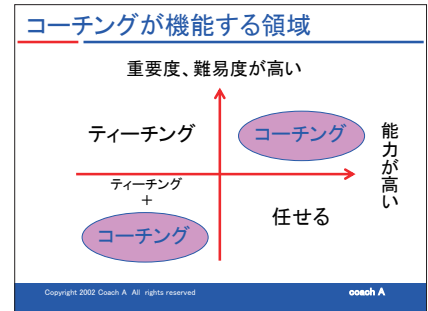 コーチングが機能する領域
重要度、難易度が高い
ティーチング
コーチング
能力が高い
ティーチング
+
コーチング
任せる
Copyright 2002 Coach A All rights reserved
coach A